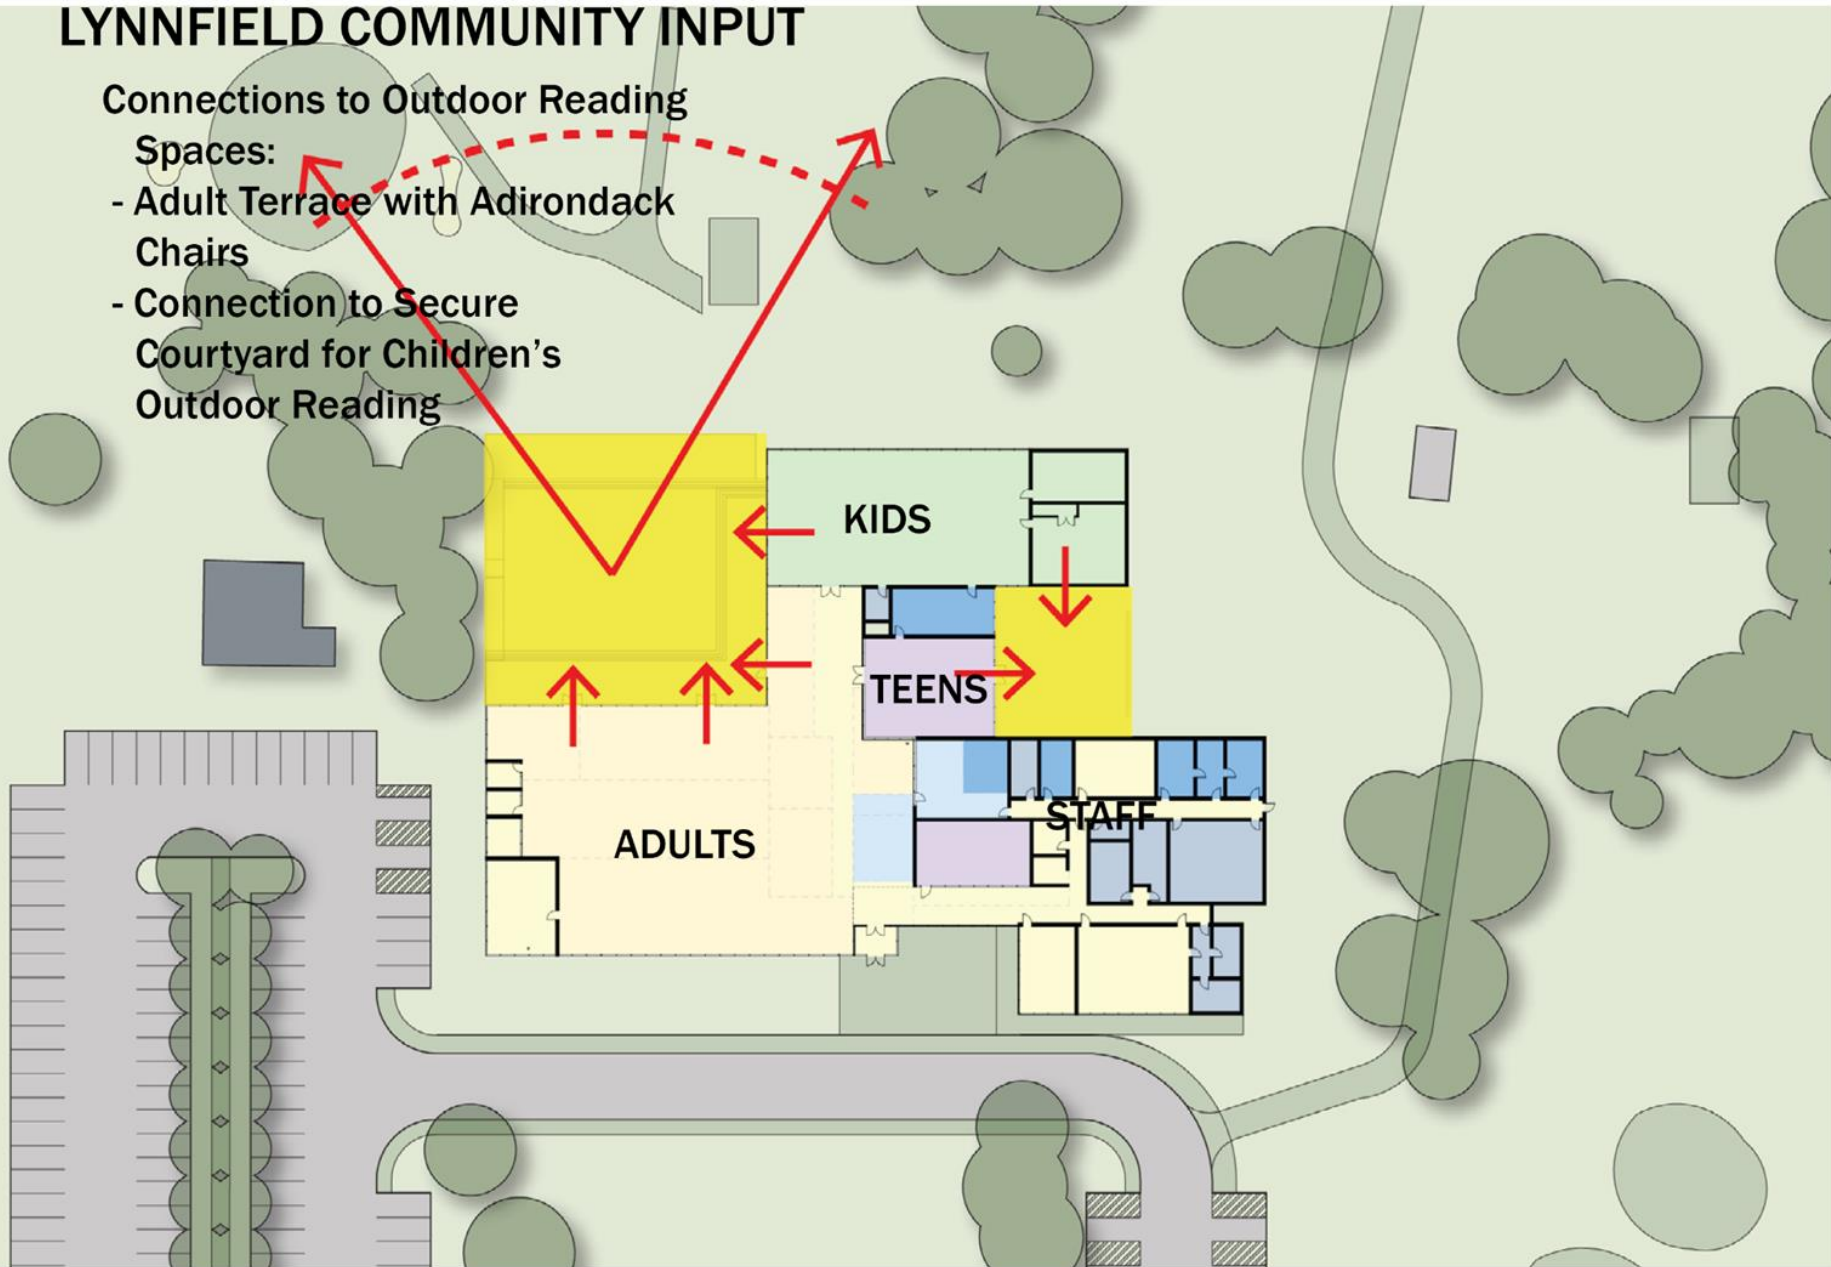 LYNNFIELD COMMUNITY INPUT
Connections to Outdoor Reading
Spaces:
- Adult Terrace with Adirondack
Chairs
- Connection to Secure
Courtyard for Children's
Outdoor Reading
KIDS
TEENS
STAFF
ADULTS